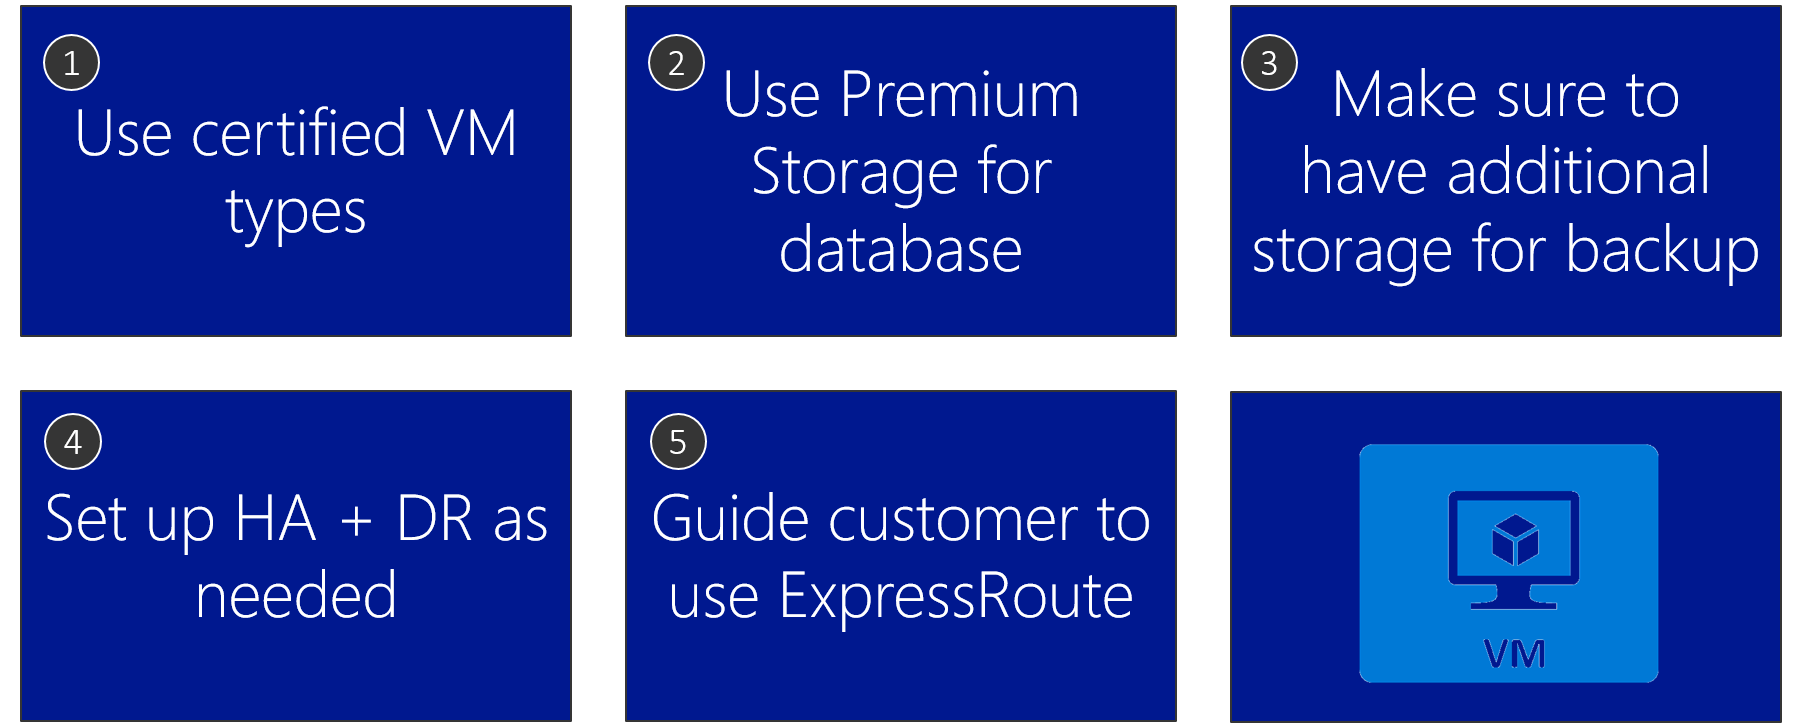 1
Use certified VM
types
2
Use Premium
Storage for
database
3
Make sure to
have additional
storage for backup
4
Set up HA + DR as
needed
5
Guide customer to
use ExpressRoute
VM